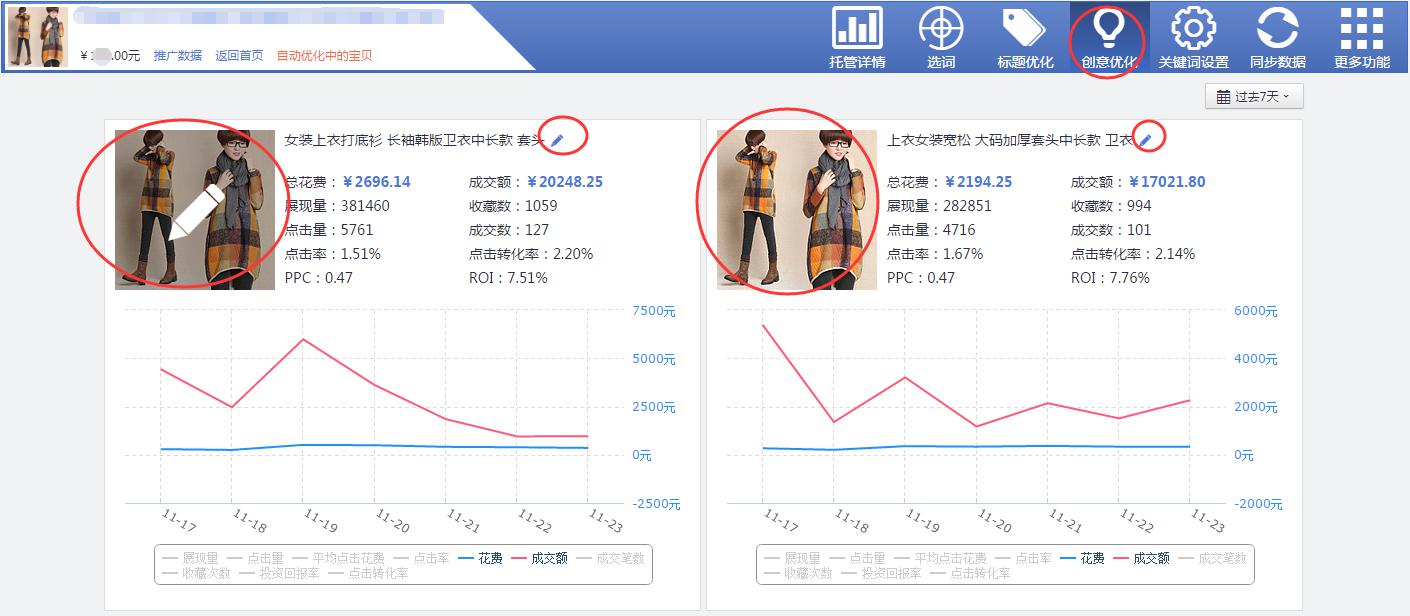 托管详情 选词 标题优化 创意优化 关键词设置 同步数据 更多功能
.00元 推广数据 返回首页 自动优化中的宝贝
过去7天
女装上衣打底衫 长袖韩版卫衣中长款 套头
总花费：￥2696.14 成交额：￥20248.25
展现量：381460 收藏数：1059
点击量：5761 成交数：127
点击率：1.51% 点击转化率：2.20%
PPC：0.47 ROI：7.51%
7500元
5000元
2500元
0元
-2500元
11-17 11-18 11-19 11-20 11-21 11-22 11-23
展现量 点击量 平均点击花费 点击率 花费 成交额 成交笔数
收藏次数 投资回报率 点击转化率
上衣女装宽松 大码加厚套头中长款 卫衣
总花费：￥2194.25 成交额：￥17021.80
展现量：282851 收藏数：994
点击量：4716 成交数：101
点击率：1.67% 点击转化率：2.14%
PPC：0.47 ROI：7.76%
6000元
4000元
2000元
0元
-2000元
11-17 11-18 11-19 11-20 11-21 11-22 11-23
展现量 点击量 平均点击花费 点击率 花费 成交额 成交笔数
收藏次数 投资回报率 点击转化率